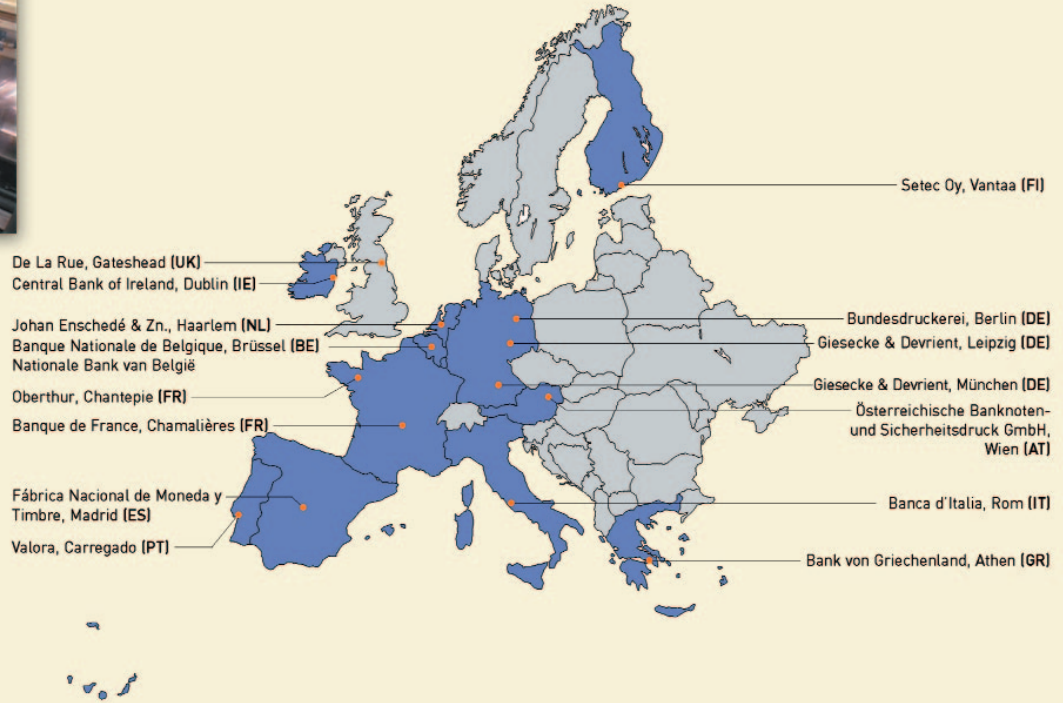 De La Rue, Gateshead (UK)
Central Bank of Ireland, Dublin (IE)
Johan Enschedé & Zn., Haarlem (NL)
Banque Nationale de Belgique, Brüssel (BE)
Nationale Bank van België
Oberthur, Chantepie (FR)
Banque de France, Chamalières (FR)
Fábrica Nacional de Moneda y
Timbre, Madrid (ES)
Valora, Carregado (PT)
Setec Oy, Vantaa (FI)
Bundesdruckerei, Berlin (DE)
Giesecke & Devrient, Leipzig (DE)
Giesecke & Devrient, München (DE)
Österreichische Banknoten-
und Sicherheitsdruck GmbH,
Wien (AT)
Banca d'Italia, Rom (IT)
Bank von Griechenland, Athen (GR)